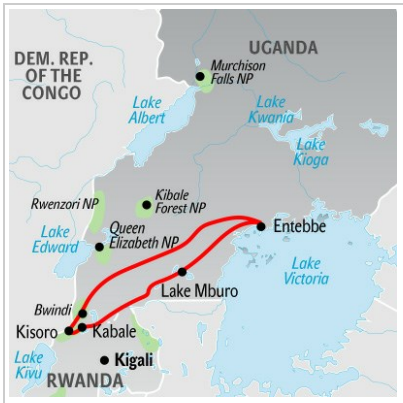 UGANDA
DEM. REP.
OF THE
CONGO
Murchison
Falls NP
Lake
Albert
Lake
Kwania
Lake
Kioga
Kibale
Forest NP
Rwenzori NP
Queen
Elizabeth NP
Lake
Edward
Entebbe
Lake
Victoria
Lake Mburo
Bwindi
Kisoro
Kabale
Lake
Kivu
Kigali
RWANDA